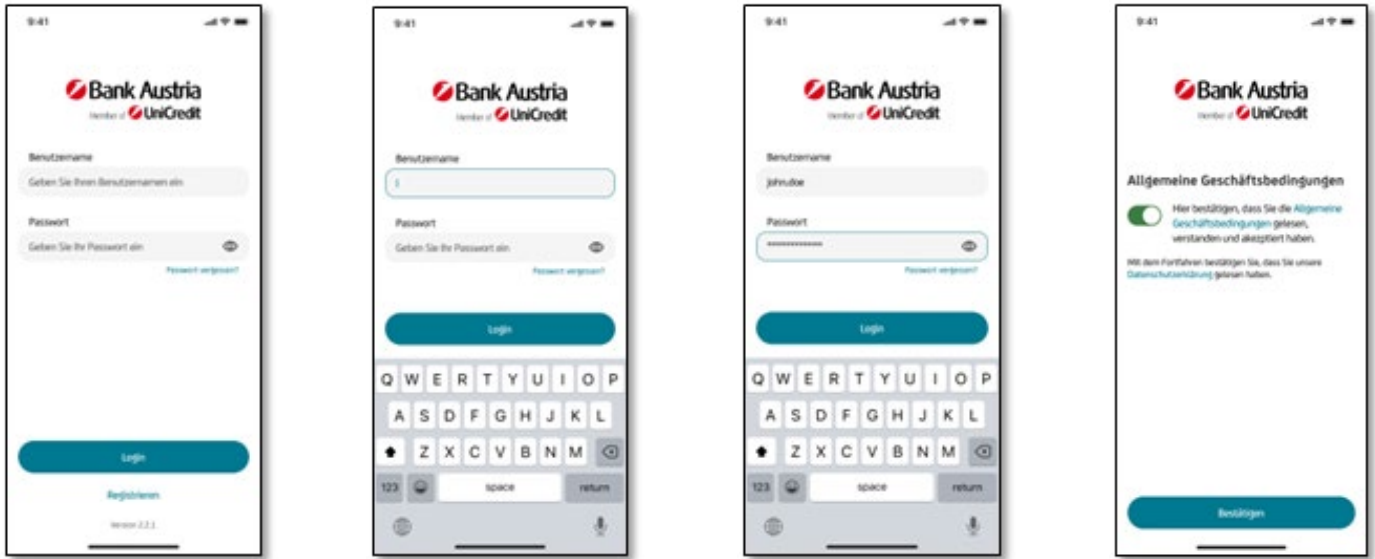 9:41
Bank Austria
Member of UniCredit
Benutzername
Geben Sie Ihren Benutzernamen ein
Passwort
Geben Sie Ihr Passwort ein
Passwort vergessen?
Login
Registrieren
Version 2.2.1
9:41
Bank Austria
Member of UniCredit
Benutzername
Passwort
Geben Sie Ihr Passwort ein
Passwort vergessen?
Login
Q W E R T Y U I O P
A S D F G H J K L
Z X C V B N M
123 space return
9:41
Bank Austria
Member of UniCredit
Benutzername
john.doe
Passwort
*************
Passwort vergessen?
Login
Q W E R T Y U I O P
A S D F G H J K L
Z X C V B N M
123 space return
9:41
Bank Austria
Member of UniCredit
Allgemeine Geschäftsbedingungen
Hier bestätigen, dass Sie die Allgemeine
Geschäftsbedingungen gelesen,
verstanden und akzeptiert haben.
Mit dem Fortfahren bestätigen Sie, dass Sie unsere
Datenschutzerklärung gelesen haben.
Bestätigen